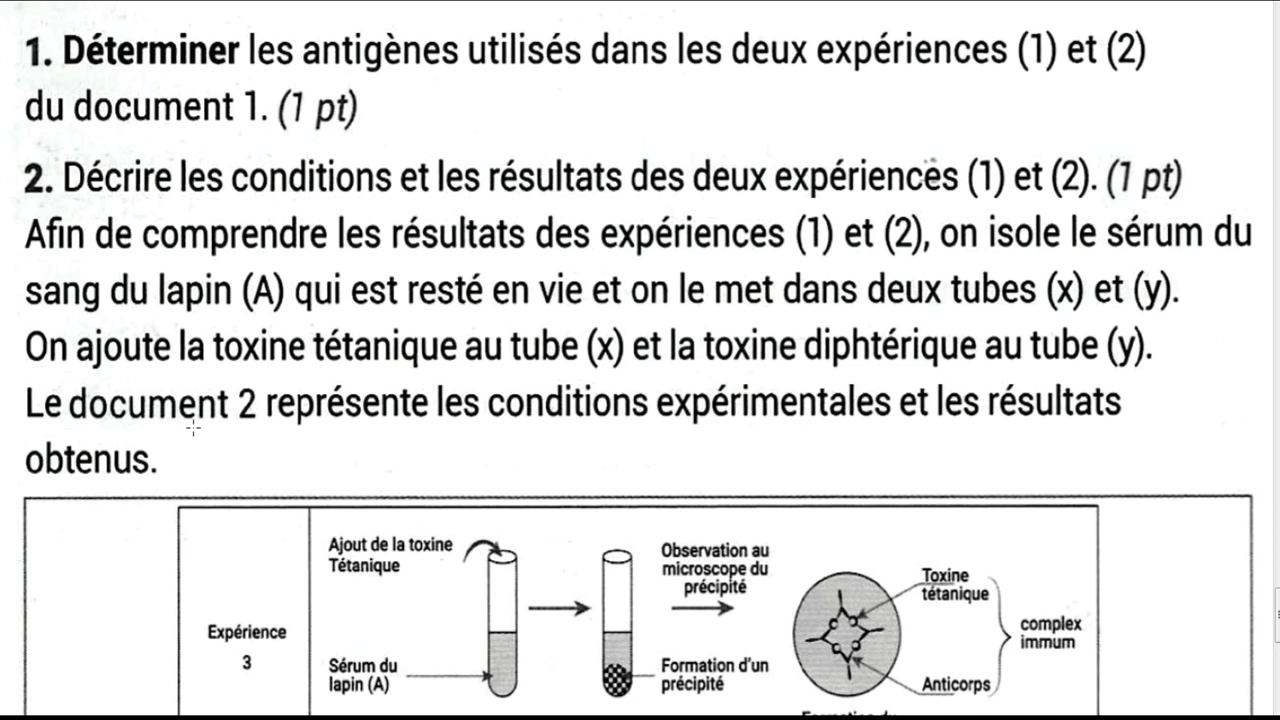 1. Déterminer les antigènes utilisés dans les deux expériences (1) et (2)
du document 1. (1 pt)
2. Décrire les conditions et les résultats des deux expériences (1) et (2). (1 pt)
Afin de comprendre les résultats des expériences (1) et (2), on isole le sérum du
sang du lapin (A) qui est resté en vie et on le met dans deux tubes (x) et (y).
On ajoute la toxine tétanique au tube (x) et la toxine diphtérique au tube (y).
Le document 2 représente les conditions expérimentales et les résultats
obtenus.
Expérience
3
Ajout de la toxine
Tétanique
Sérum du
lapin (A)
Observation au
microscope du
précipité
Formation d'un
précipité
Toxine
tétanique
Anticorps
complex
immum